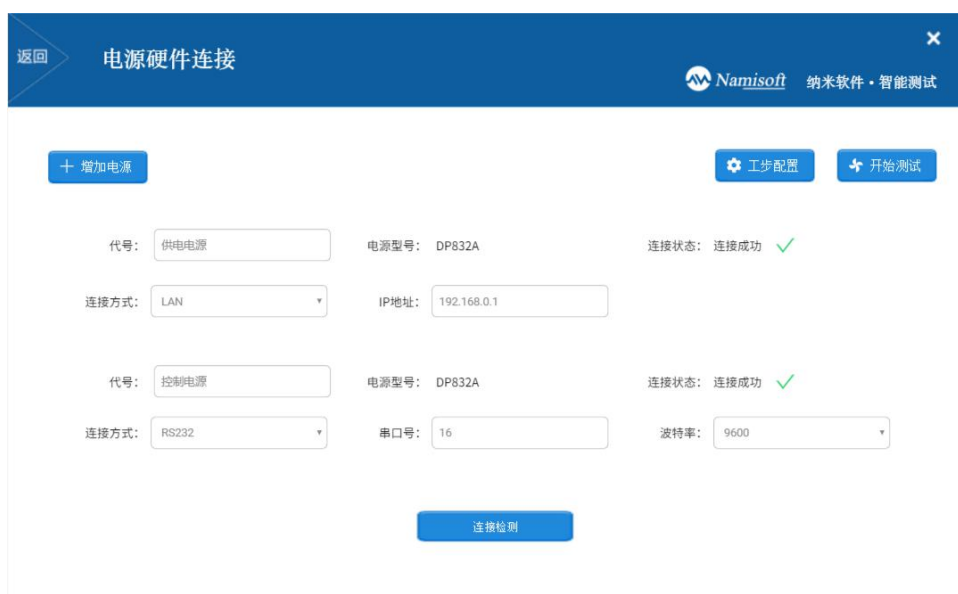 返回
电源硬件连接
Namisoft 纳米软件·智能测试
增加电源
工步配置
开始测试
代号： 供电电源 电源型号： DP832A 连接状态： 连接成功
连接方式： LAN IP地址： 192.168.0.1
代号： 控制电源 电源型号： DP832A 连接状态： 连接成功
连接方式： RS232 串口号： 16 波特率： 9600
连接检测